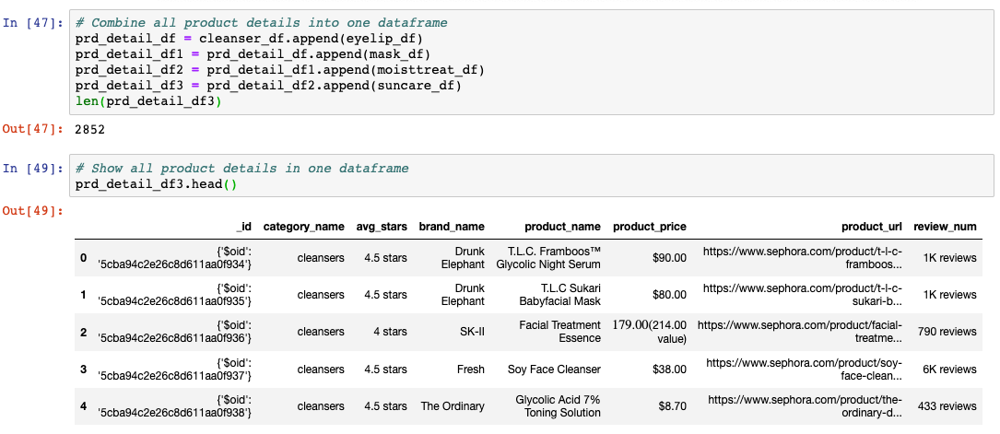 In [47]: # Combine all product details into one dataframe
prd_detail_df = cleanser_df.append(eyelip_df)
prd_detail_df1 = prd_detail_df.append(mask_df)
prd_detail_df2 = prd_detail_df1.append(moisttreat_df)
prd_detail_df3 = prd_detail_df2.append(suncare_df)
len(prd_detail_df3)
Out[47]: 2852
In [49]: # Show all product details in one dataframe
prd_detail_df3.head()
Out[49]:
_id category_name avg_stars brand_name product_name product_price product_url review_num
{'$oid': Drunk T.L.C. Framboos™ https://www.sephora.com/product/t-l-c-
0 cleansers 4.5 stars $90.00 1K reviews
'5cba94c2e26c8d611aa0f934'} Elephant Glycolic Night Serum framboos...
{'$oid': Drunk T.L.C Sukari https://www.sephora.com/product/t-l-c-
1 cleansers 4.5 stars $80.00 1K reviews
'5cba94c2e26c8d611aa0f935'} Elephant Babyfacial Mask sukari-b...
{'$oid': Facial Treatment 179.00(214.00 https://www.sephora.com/product/facial-
2 cleansers 4 stars SK-II 790 reviews
'5cba94c2e26c8d611aa0f936'} Essence value) treatme...
{'$oid': https://www.sephora.com/product/soy-
3 cleansers 4.5 stars Fresh Soy Face Cleanser $38.00 6K reviews
'5cba94c2e26c8d611aa0f937'} face-clean...
{'$oid': Glycolic Acid 7% https://www.sephora.com/product/the-
4 cleansers 4.5 stars The Ordinary $8.70 433 reviews
'5cba94c2e26c8d611aa0f938'} Toning Solution ordinary-d...